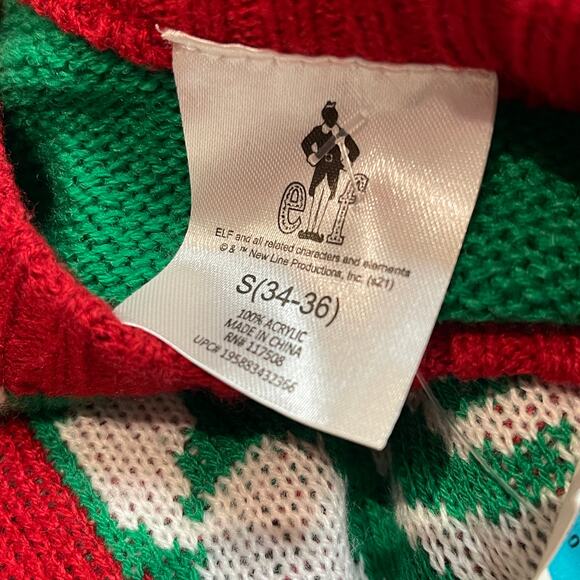 elf
ELF and all related characters and elements
© & ™ New Line Productions, Inc. (s21)
S(34-36)
100% ACRYLIC
MADE IN CHINA
RN# 117508
UPC# 195883432366